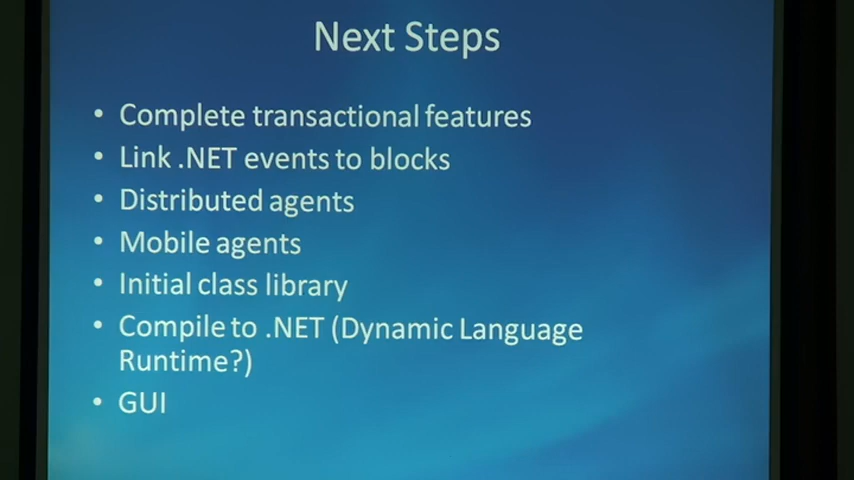 Next Steps
• Complete transactional features
• Link .NET events to blocks
• Distributed agents
• Mobile agents
• Initial class library
• Compile to .NET (Dynamic Language
Runtime?)
• GUI